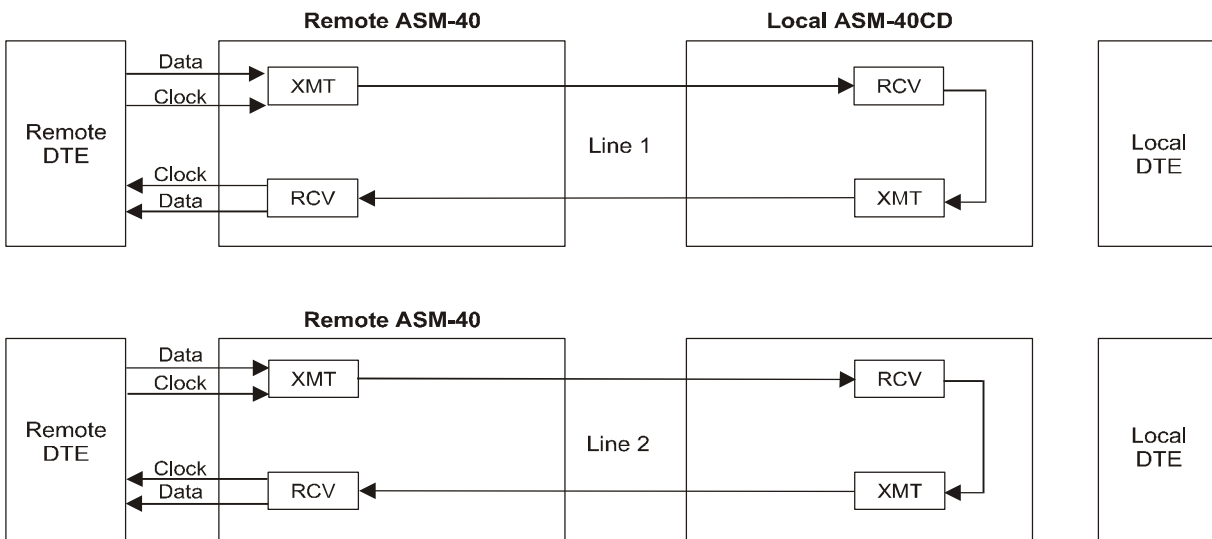 Remote ASM-40
Local ASM-40CD
Data
Clock
XMT
RCV
Remote
DTE
Line 1
Local
DTE
Clock
Data
RCV
XMT
Remote ASM-40
Data
Clock
XMT
RCV
Remote
DTE
Line 2
Local
DTE
Clock
Data
RCV
XMT